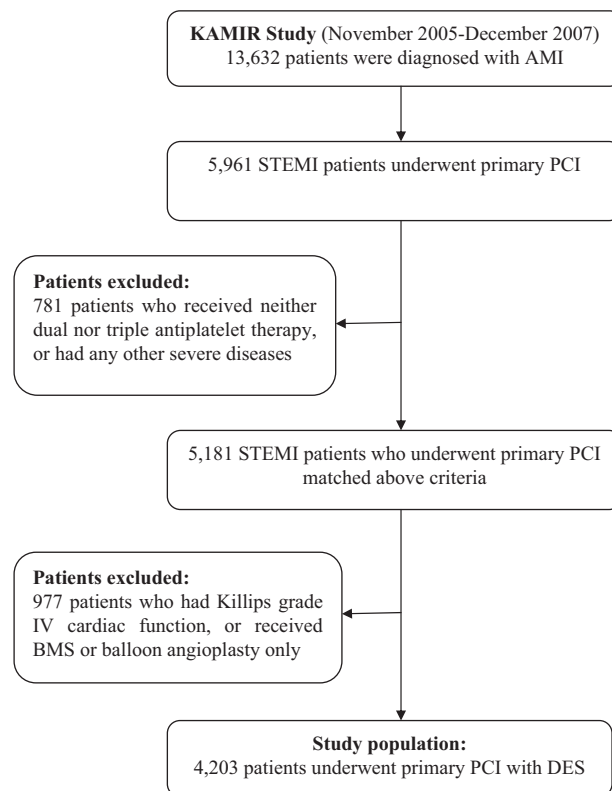 KAMIR Study (November 2005-December 2007)
13,632 patients were diagnosed with AMI
5,961 STEMI patients underwent primary PCI
Patients excluded:
781 patients who received neither
dual nor triple antiplatelet therapy,
or had any other severe diseases
5,181 STEMI patients who underwent primary PCI
matched above criteria
Patients excluded:
977 patients who had Killips grade
IV cardiac function, or received
BMS or balloon angioplasty only
Study population:
4,203 patients underwent primary PCI with DES